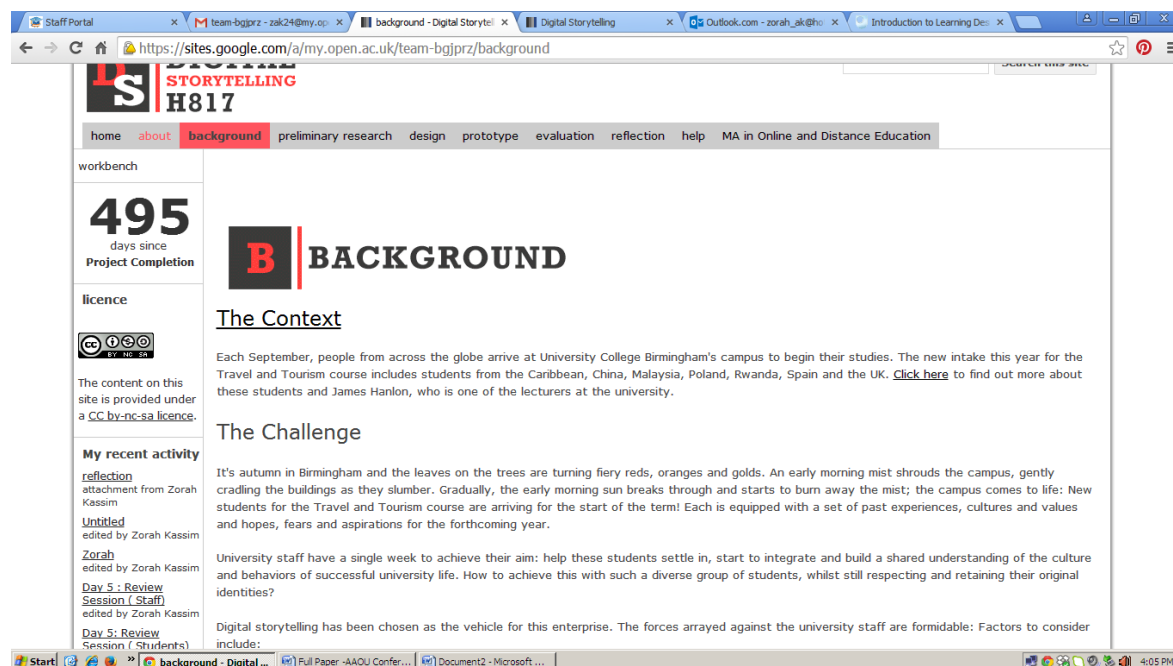 Staff Portal
team-bgjprz - zak24@my.op
background - Digital Storytel
Digital Storytelling
Outlook.com - zorah_ak@ho
Introduction to Learning Des
https://sites.google.com/a/my.open.ac.uk/team-bgjprz/background
DIGITAL
Search this site
DS
STORYTELLING
H817
home about background preliminary research design prototype evaluation reflection help MA in Online and Distance Education
workbench
495
days since
Project Completion
licence
cc
BY NC SA
The content on this
site is provided under
a CC by-nc-sa licence.
My recent activity
reflection
attachment from Zorah
Kassim
Untitled
edited by Zorah Kassim
Zorah
edited by Zorah Kassim
Day 5 : Review
Session ( Staff)
edited by Zorah Kassim
Day 5: Review
Session ( Students)
B BACKGROUND
The Context
Each September, people from across the globe arrive at University College Birmingham's campus to begin their studies. The new intake this year for the
Travel and Tourism course includes students from the Caribbean, China, Malaysia, Poland, Rwanda, Spain and the UK. Click here to find out more about
these students and James Hanlon, who is one of the lecturers at the university.
The Challenge
It's autumn in Birmingham and the leaves on the trees are turning fiery reds, oranges and golds. An early morning mist shrouds the campus, gently
cradling the buildings as they slumber. Gradually, the early morning sun breaks through and starts to burn away the mist; the campus comes to life: New
students for the Travel and Tourism course are arriving for the start of the term! Each is equipped with a set of past experiences, cultures and values
and hopes, fears and aspirations for the forthcoming year.
University staff have a single week to achieve their aim: help these students settle in, start to integrate and build a shared understanding of the culture
and behaviors of successful university life. How to achieve this with such a diverse group of students, whilst still respecting and retaining their original
identities?
Digital storytelling has been chosen as the vehicle for this enterprise. The forces arrayed against the university staff are formidable: Factors to consider
include:
Start
background - Digital ...
Full Paper -AAOU Confer...
Document2 - Microsoft ...
4:05 PM